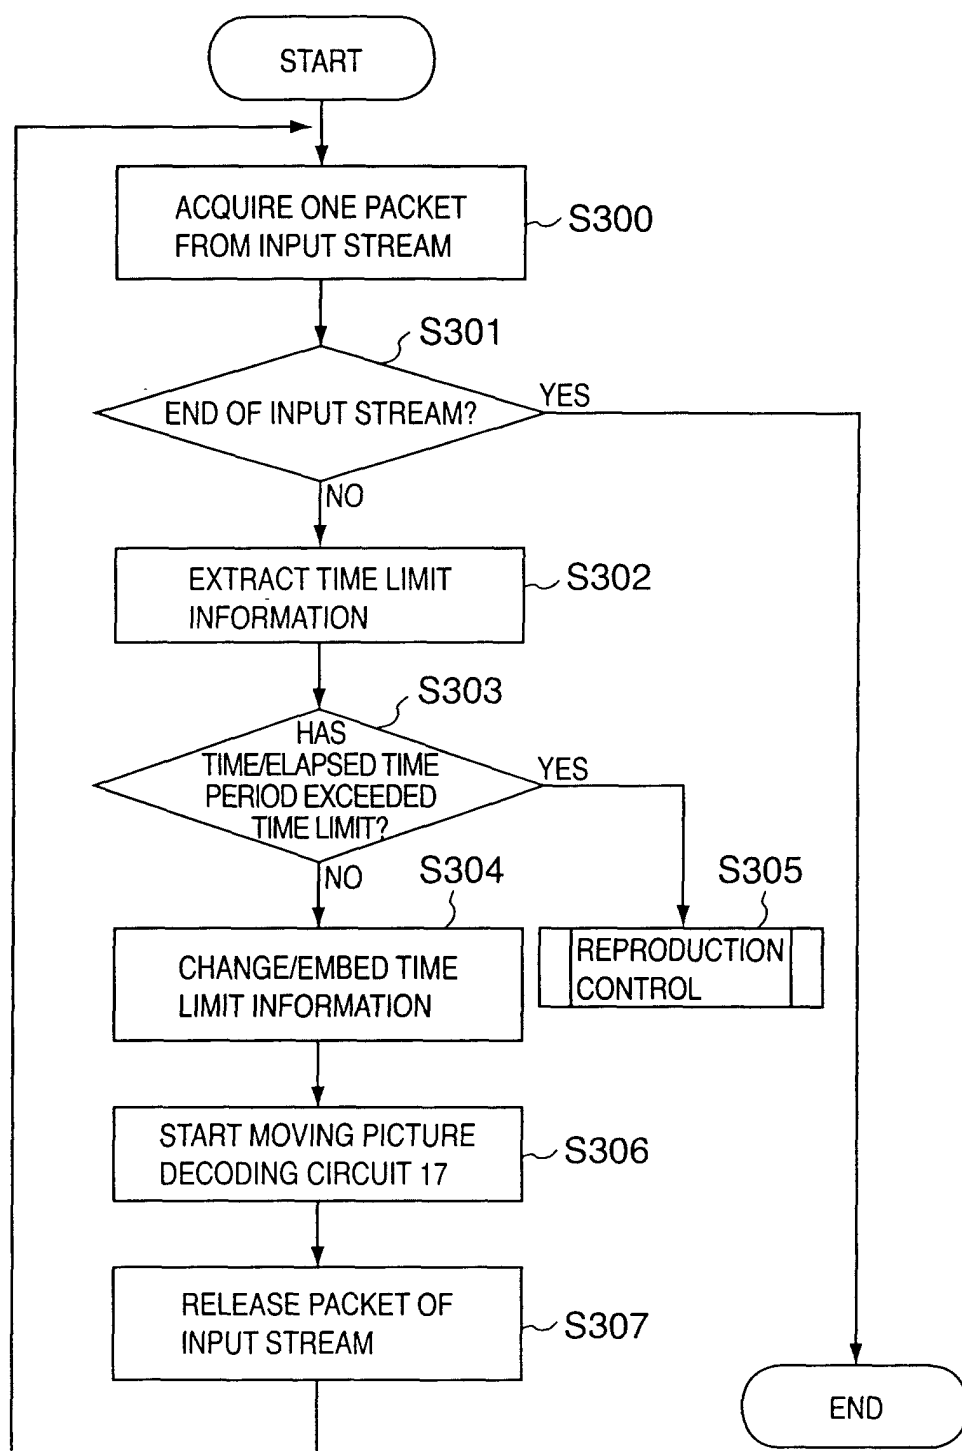 START
ACQUIRE ONE PACKET
FROM INPUT STREAM
S300
S301
END OF INPUT STREAM?
YES
NO
EXTRACT TIME LIMIT
INFORMATION
S302
S303
HAS
TIME/ELAPSED TIME
PERIOD EXCEEDED
TIME LIMIT?
YES
NO
S304
S305
CHANGE/EMBED TIME
LIMIT INFORMATION
REPRODUCTION
CONTROL
START MOVING PICTURE
DECODING CIRCUIT 17
S306
RELEASE PACKET OF
INPUT STREAM
S307
END